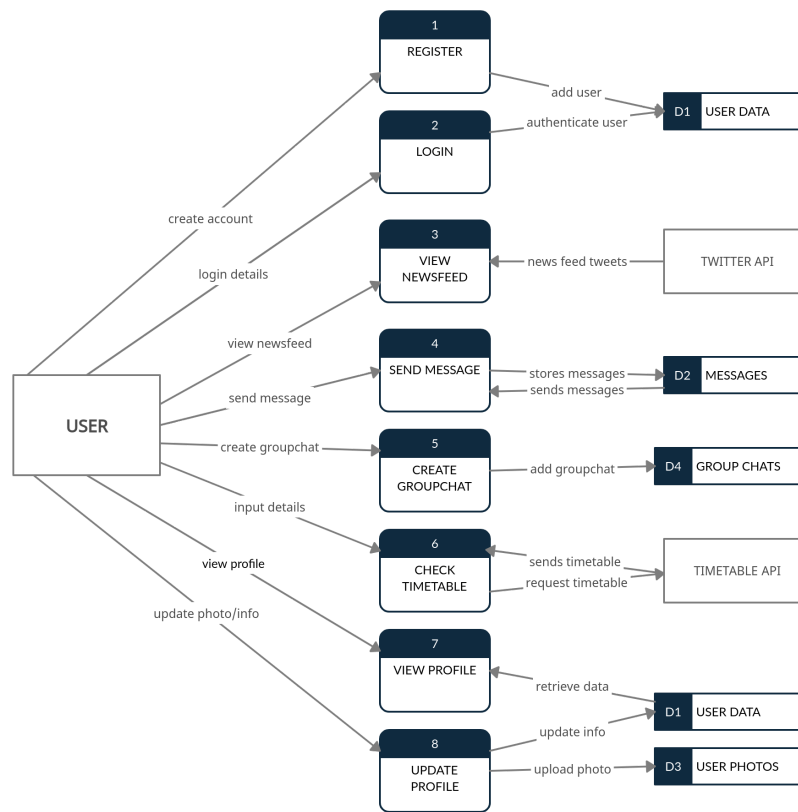 1
REGISTER
add user
D1 USER DATA
2
authenticate user
LOGIN
create account
3
VIEW
NEWSFEED
news feed tweets
TWITTER API
login details
view newsfeed
4
SEND MESSAGE
stores messages
D2 MESSAGES
sends messages
send message
USER
create groupchat
5
CREATE
GROUPCHAT
add groupchat
D4 GROUP CHATS
input details
6
CHECK
TIMETABLE
sends timetable
request timetable
TIMETABLE API
view profile
update photo/info
7
VIEW PROFILE
retrieve data
D1 USER DATA
update info
8
UPDATE
PROFILE
upload photo
D3 USER PHOTOS